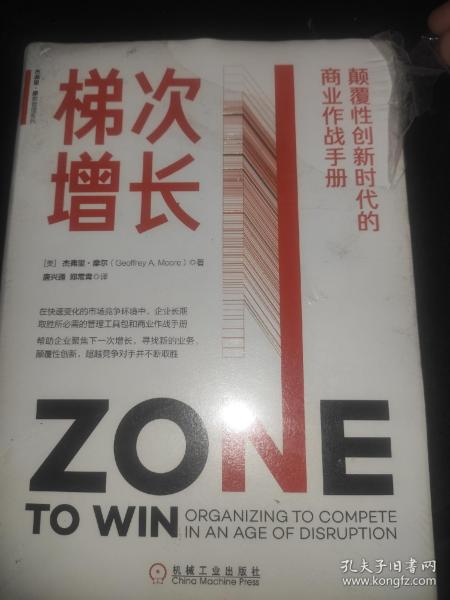 梯次
增长
颠覆性创新时代的
商业作战手册
[美] 杰弗里·摩尔（Geoffrey A. Moore）◎著
唐兴通 郑常青◎译
在快速变化的市场竞争环境中，企业长期
取胜所必需的管理工具包和商业作战手册
帮助企业聚焦下一次增长，寻找新的业务、
颠覆性创新，超越竞争对手并不断取胜
ZONE
TO WIN
ORGANIZING TO COMPETE
IN AN AGE OF DISRUPTION
机械工业出版社
China Machine Press
孔夫子旧书网
www.kongfz.com